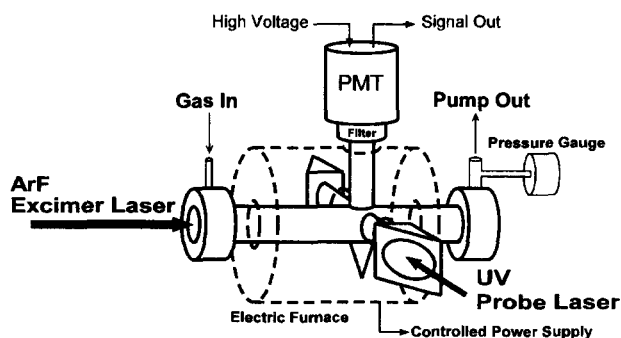 High Voltage
Signal Out
PMT
Filter
Gas In
Pump Out
Pressure Gauge
ArF
Excimer Laser
UV
Probe Laser
Electric Furnace
Controlled Power Supply